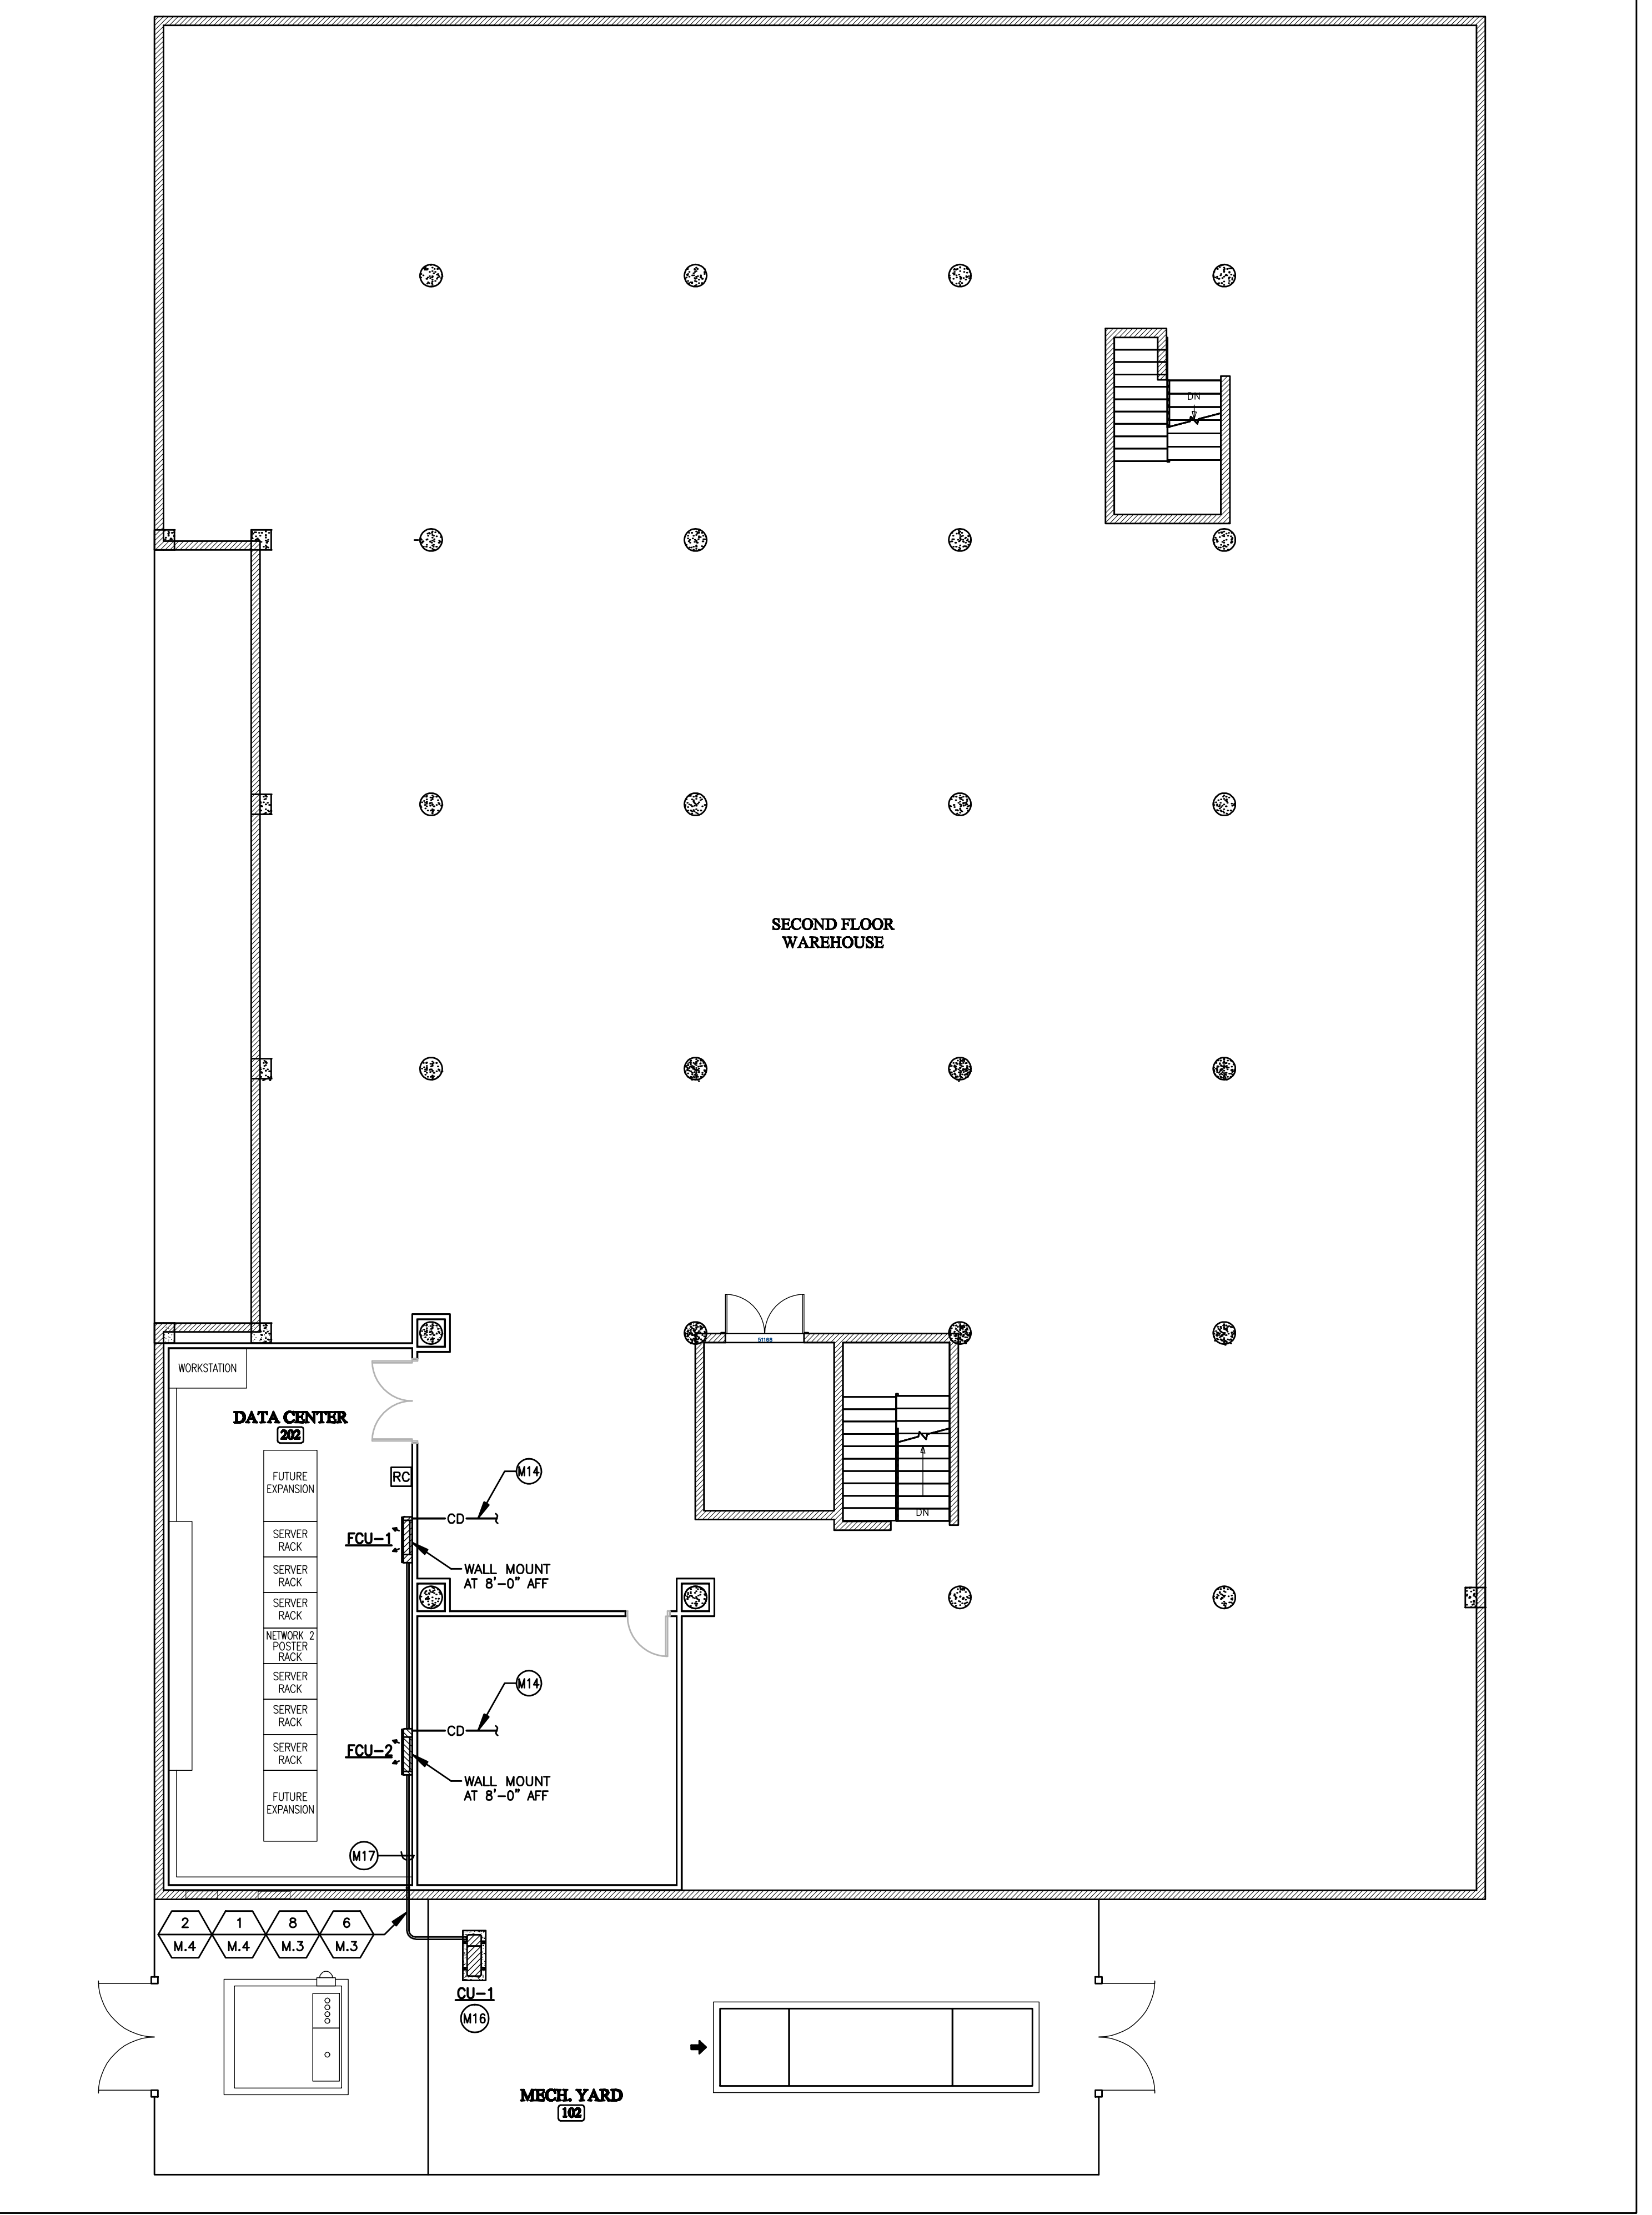 DN
SECOND FLOOR
WAREHOUSE
51168
WORKSTATION
DATA CENTER
202
FUTURE
EXPANSION
RC
M14
CD
SERVER
RACK
FCU-1
WALL MOUNT
AT 8'-0" AFF
DN
SERVER
RACK
SERVER
RACK
NETWORK 2
POSTER
RACK
SERVER
RACK
M14
SERVER
RACK
CD
SERVER
RACK
FCU-2
WALL MOUNT
AT 8'-0" AFF
FUTURE
EXPANSION
M17
2 1 8 6
M.4 M.4 M.3 M.3
CU-1
M16
MECH. YARD
102